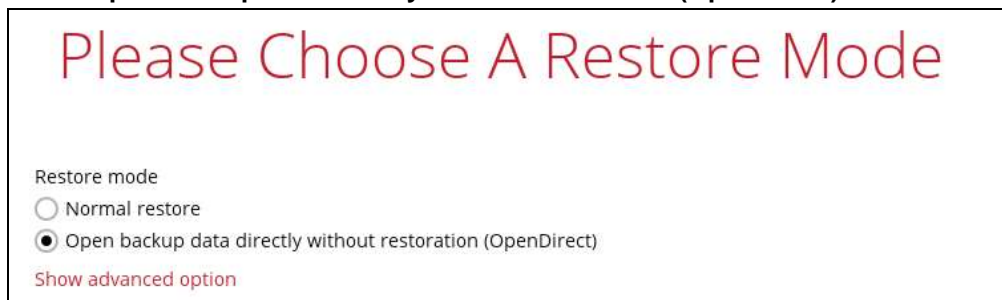 Please Choose A Restore Mode
Restore mode
Normal restore
Open backup data directly without restoration (OpenDirect)
Show advanced option